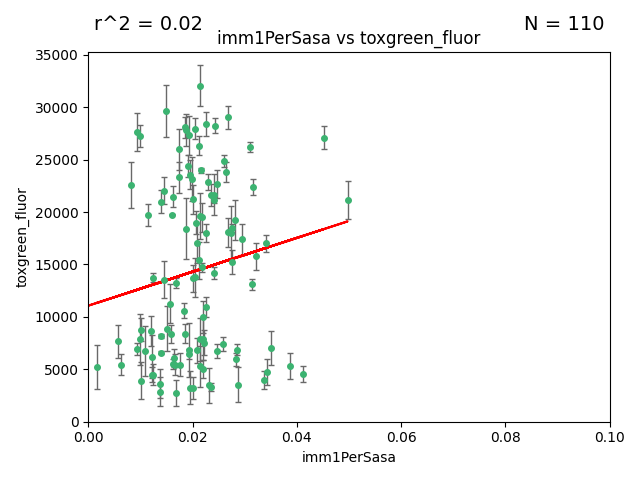 r^2 = 0.02
N = 110
imm1PerSasa vs toxgreen_fluor
35000
30000
25000
20000
15000
10000
5000
0
toxgreen_fluor
0.00
0.02
0.04
0.06
0.08
0.10
imm1PerSasa